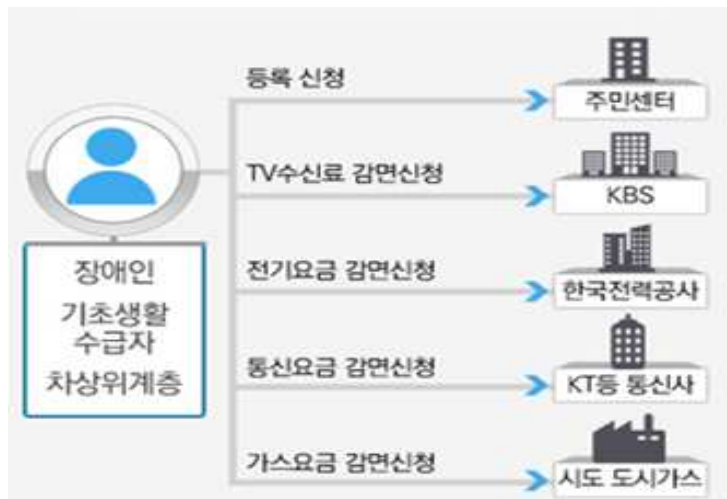 등록 신청
주민센터
TV수신료 감면신청
KBS
장애인
기초생활
수급자
차상위계층
전기요금 감면신청
한국전력공사
통신요금 감면신청
KT등 통신사
가스요금 감면신청
시도 도시가스